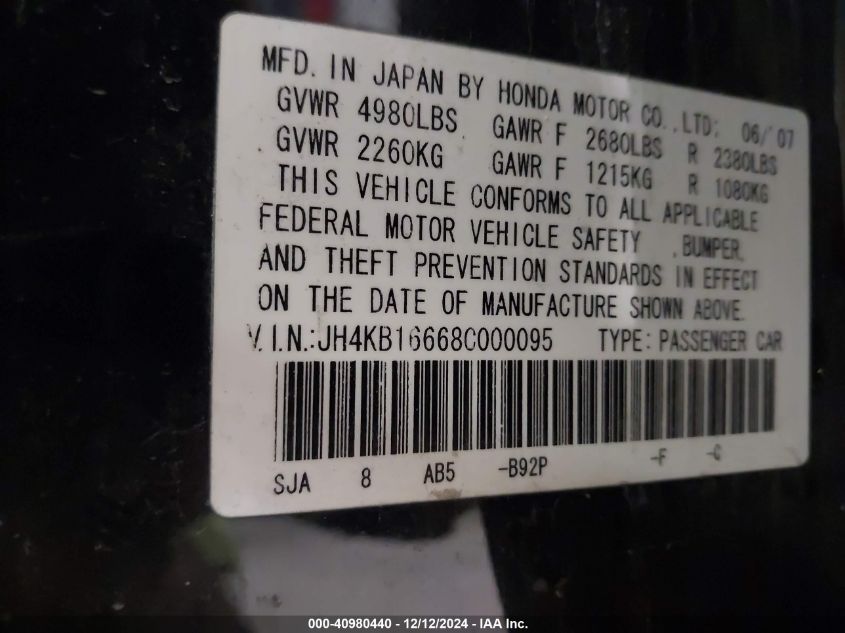 MFD. IN JAPAN BY HONDA MOTOR CO.,LTD: 06/'07
GVWR 4980LBS GAWR F 2680LBS R 2380LBS
GVWR 2260KG GAWR F 1215KG R 1080KG
THIS VEHICLE CONFORMS TO ALL APPLICABLE
FEDERAL MOTOR VEHICLE SAFETY ,BUMPER,
AND THEFT PREVENTION STANDARDS IN EFFECT
ON THE DATE OF MANUFACTURE SHOWN ABOVE.
V.I.N.:JH4KB16668C000095 TYPE: PASSENGER CAR
SJA 8 AB5 -B92P -F -C
000-40980440 - 12/12/2024 - IAA Inc.